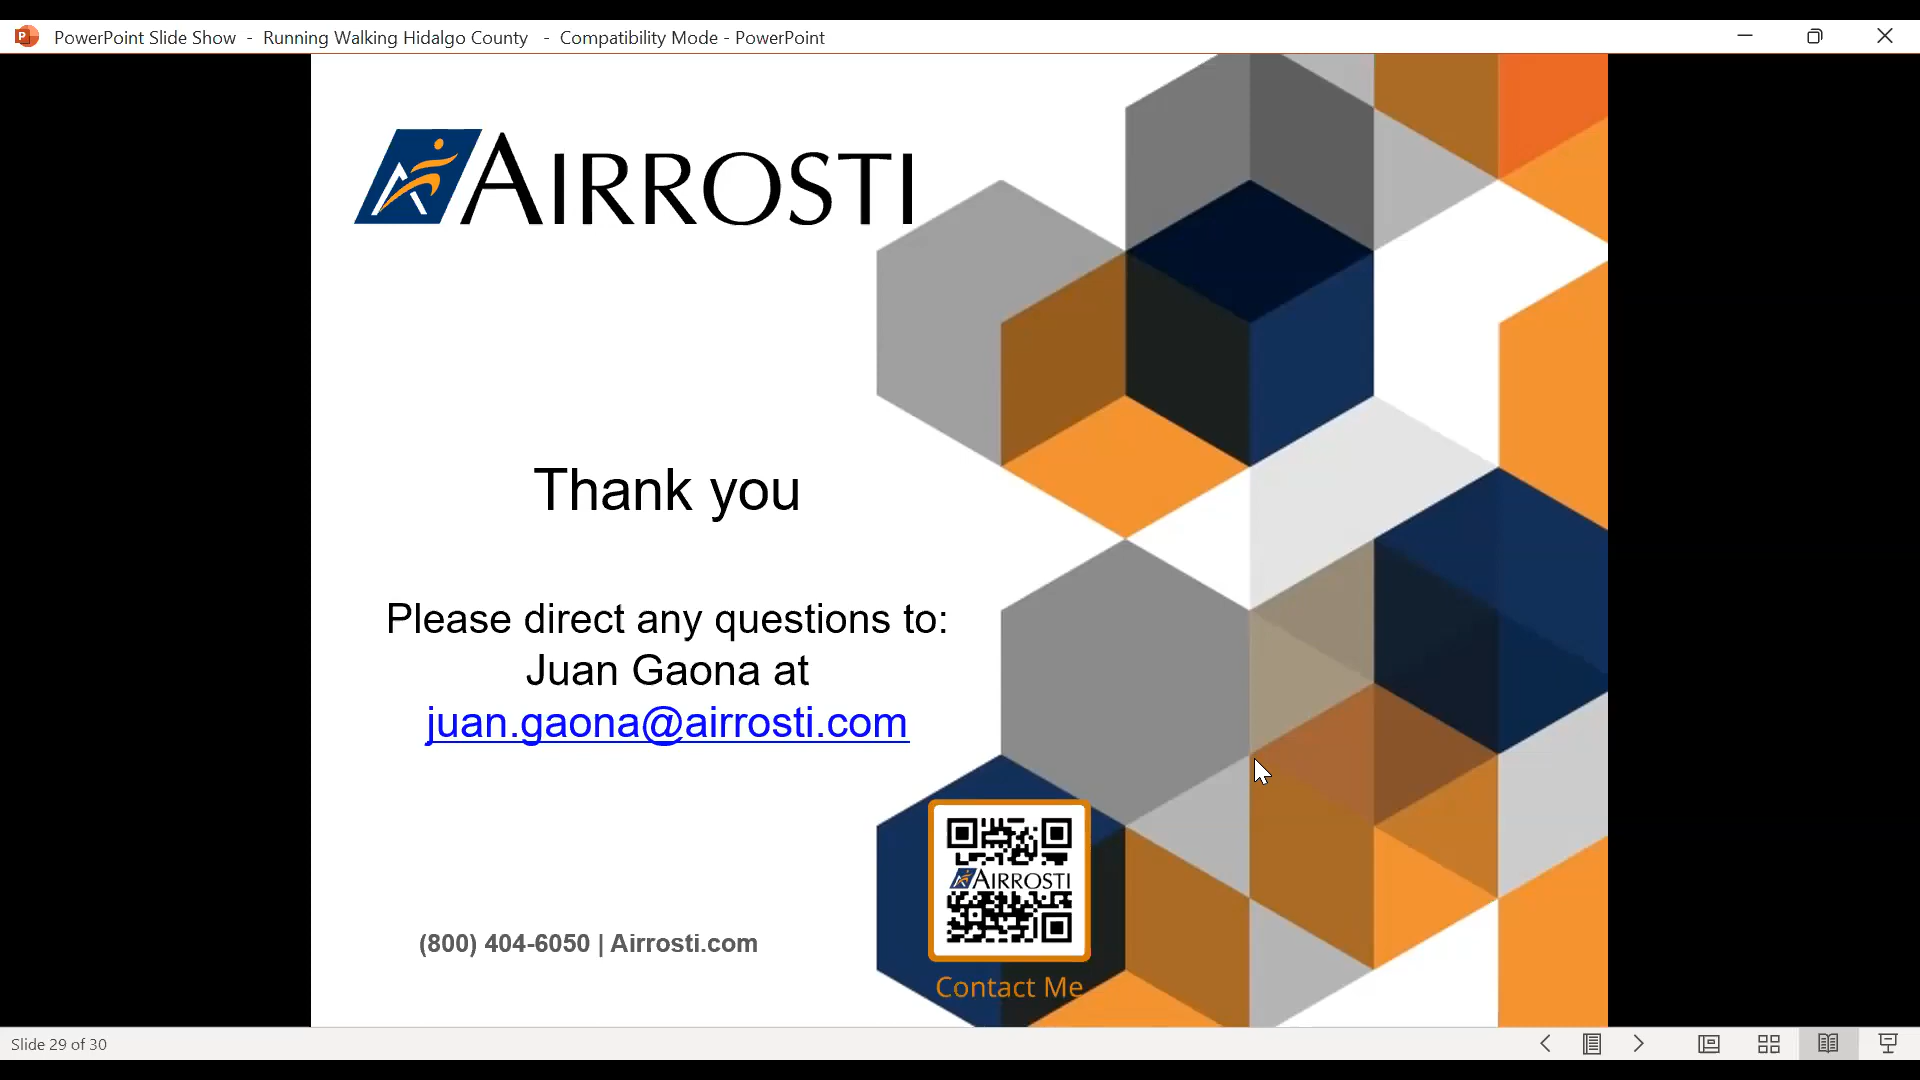 PowerPoint Slide Show - Running Walking Hidalgo County - Compatibility Mode - PowerPoint
AIRROSTI
Thank you
Please direct any questions to:
Juan Gaona at
juan.gaona@airrosti.com
AIRROSTI
(800) 404-6050 | Airrosti.com
Contact Me
Slide 29 of 30